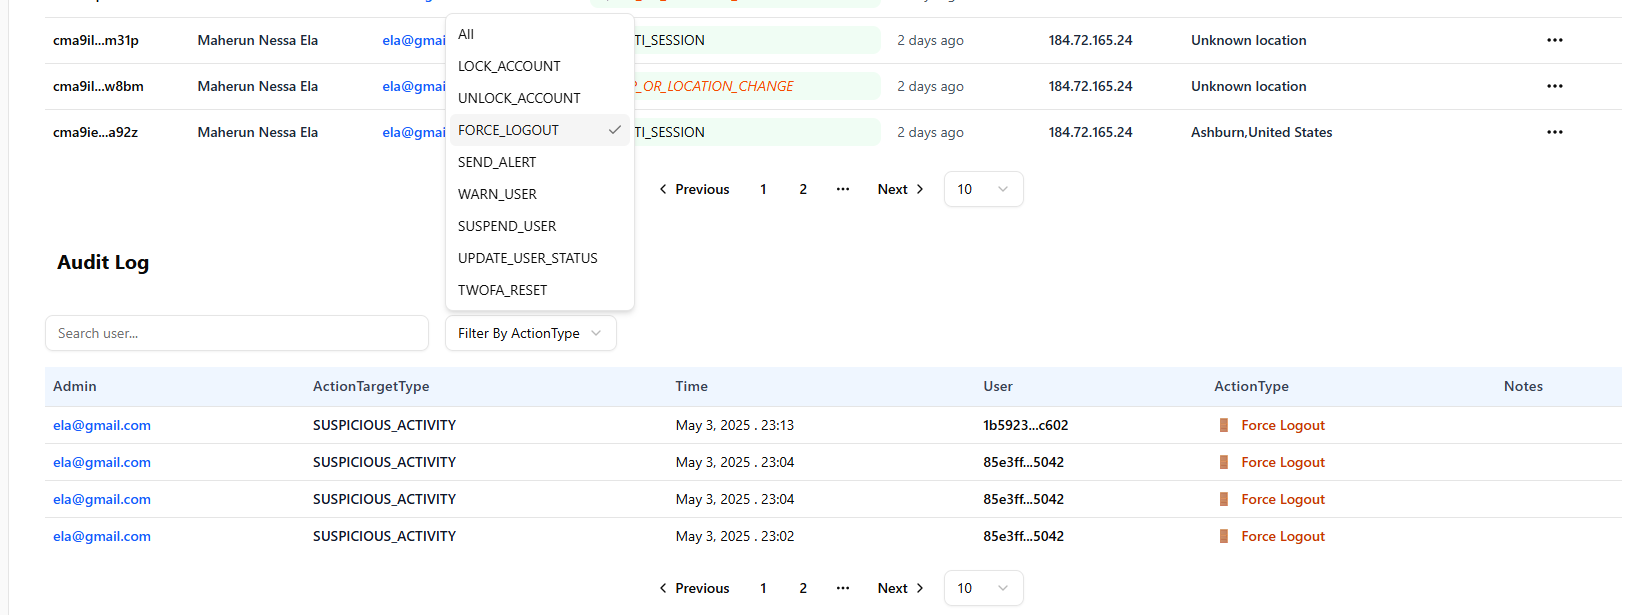 cma9il...m31p Maherun Nessa Ela ela@gmai TI_SESSION 2 days ago 184.72.165.24 Unknown location •••
cma9il...w8bm Maherun Nessa Ela ela@gmai _OR_LOCATION_CHANGE 2 days ago 184.72.165.24 Unknown location •••
cma9ie...a92z Maherun Nessa Ela ela@gmai TI_SESSION 2 days ago 184.72.165.24 Ashburn,United States •••
All
LOCK_ACCOUNT
UNLOCK_ACCOUNT
FORCE_LOGOUT
SEND_ALERT
WARN_USER
SUSPEND_USER
UPDATE_USER_STATUS
TWOFA_RESET
Previous 1 2 ••• Next 10
Audit Log
Search user... Filter By ActionType
Admin ActionTargetType Time User ActionType Notes
ela@gmail.com SUSPICIOUS_ACTIVITY May 3, 2025 . 23:13 1b5923...c602 Force Logout
ela@gmail.com SUSPICIOUS_ACTIVITY May 3, 2025 . 23:04 85e3ff...5042 Force Logout
ela@gmail.com SUSPICIOUS_ACTIVITY May 3, 2025 . 23:04 85e3ff...5042 Force Logout
ela@gmail.com SUSPICIOUS_ACTIVITY May 3, 2025 . 23:02 85e3ff...5042 Force Logout
Previous 1 2 ••• Next 10